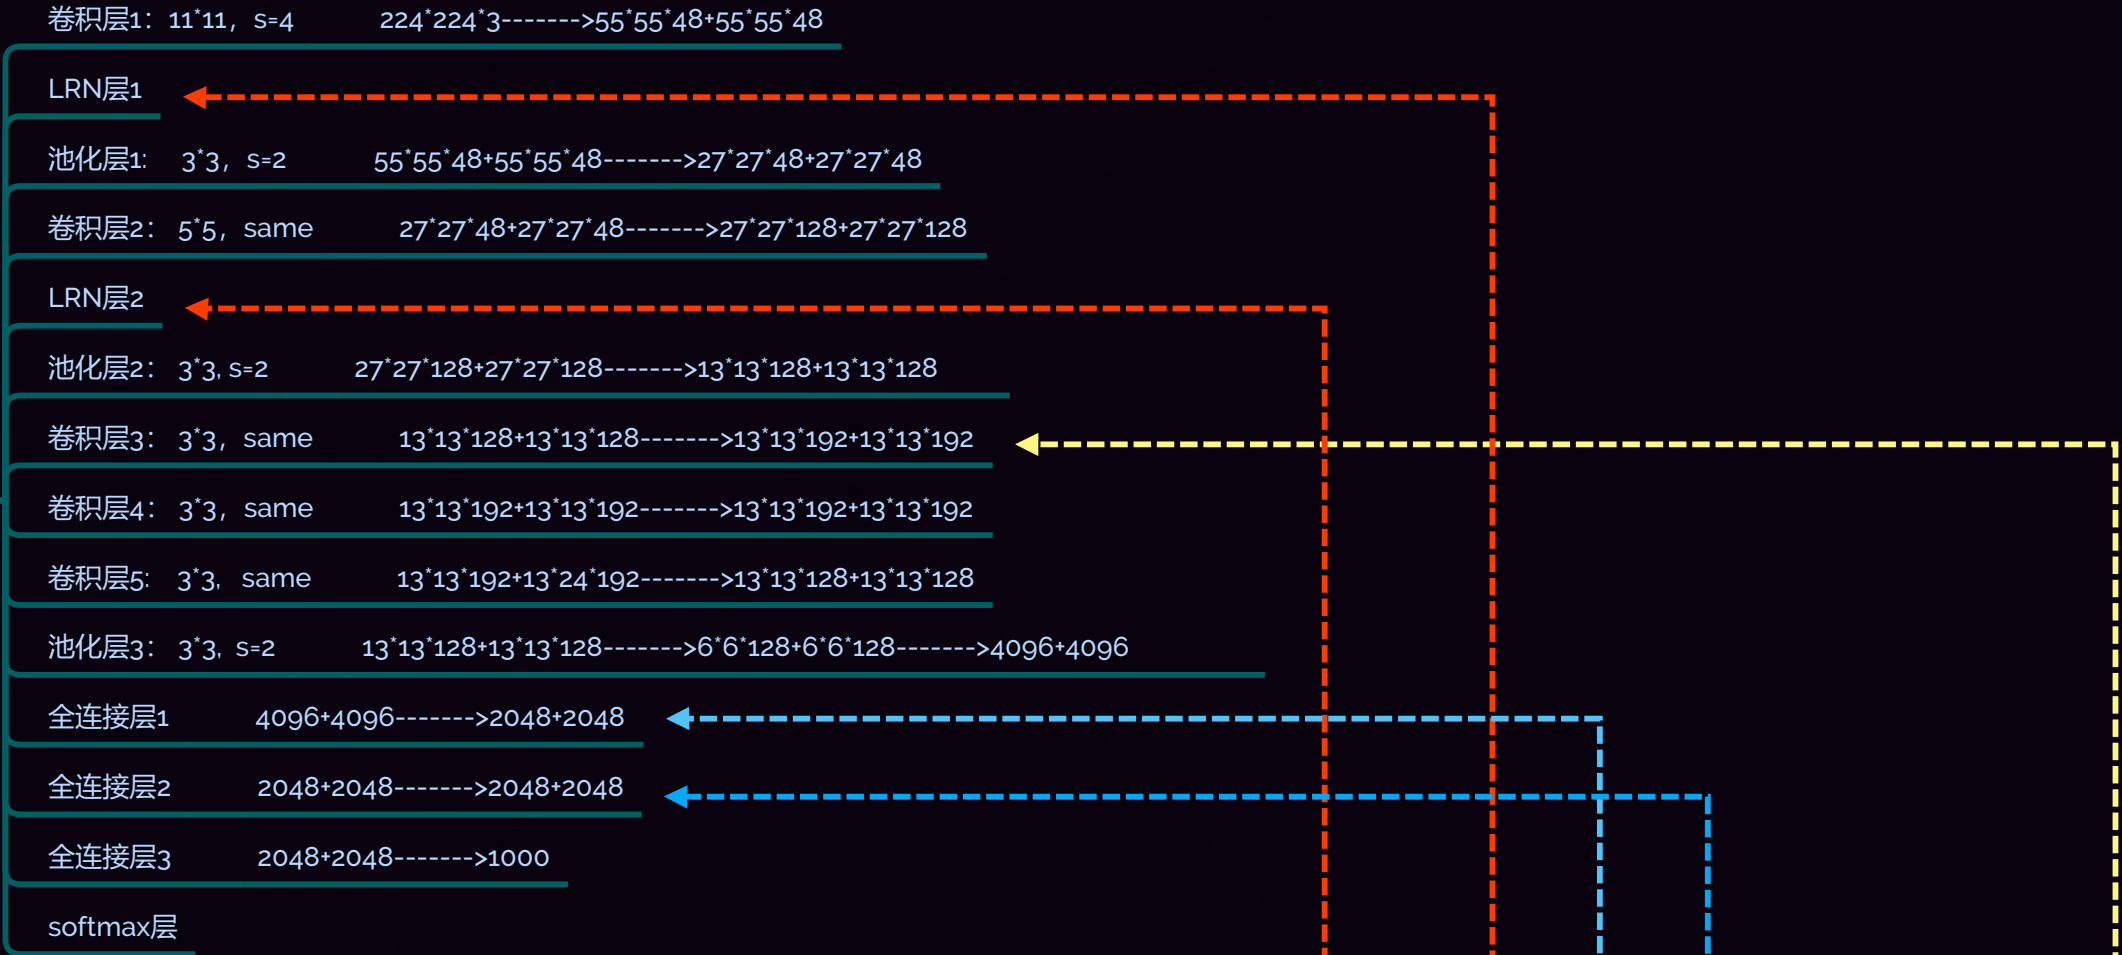 卷积层1：11*11，s=4 224*224*3------->55*55*48+55*55*48
LRN层1
池化层1: 3*3，s=2 55*55*48+55*55*48------->27*27*48+27*27*48
卷积层2： 5*5，same 27*27*48+27*27*48------->27*27*128+27*27*128
LRN层2
池化层2： 3*3, s=2 27*27*128+27*27*128------->13*13*128+13*13*128
卷积层3： 3*3，same 13*13*128+13*13*128------->13*13*192+13*13*192
卷积层4： 3*3，same 13*13*192+13*13*192------->13*13*192+13*13*192
卷积层5: 3*3, same 13*13*192+13*24*192------->13*13*128+13*13*128
池化层3： 3*3, s=2 13*13*128+13*13*128------->6*6*128+6*6*128------->4096+4096
全连接层1 4096+4096------->2048+2048
全连接层2 2048+2048------->2048+2048
全连接层3 2048+2048------->1000
softmax层